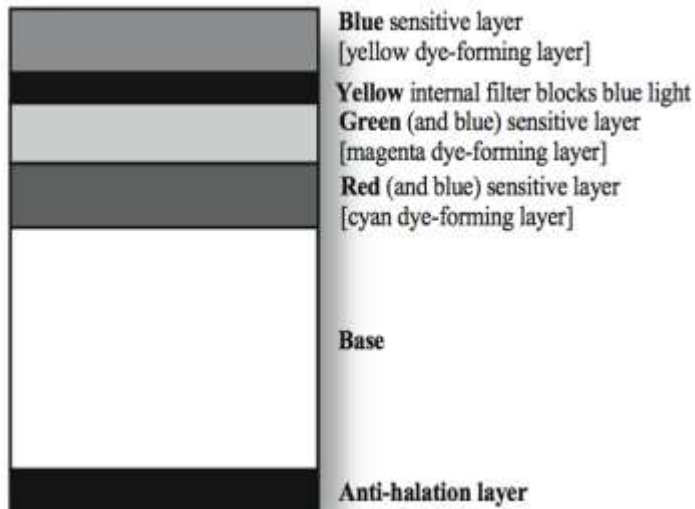 Blue sensitive layer
[yellow dye-forming layer]
Yellow internal filter blocks blue light
Green (and blue) sensitive layer
[magenta dye-forming layer]
Red (and blue) sensitive layer
[cyan dye-forming layer]
Base
Anti-halation layer